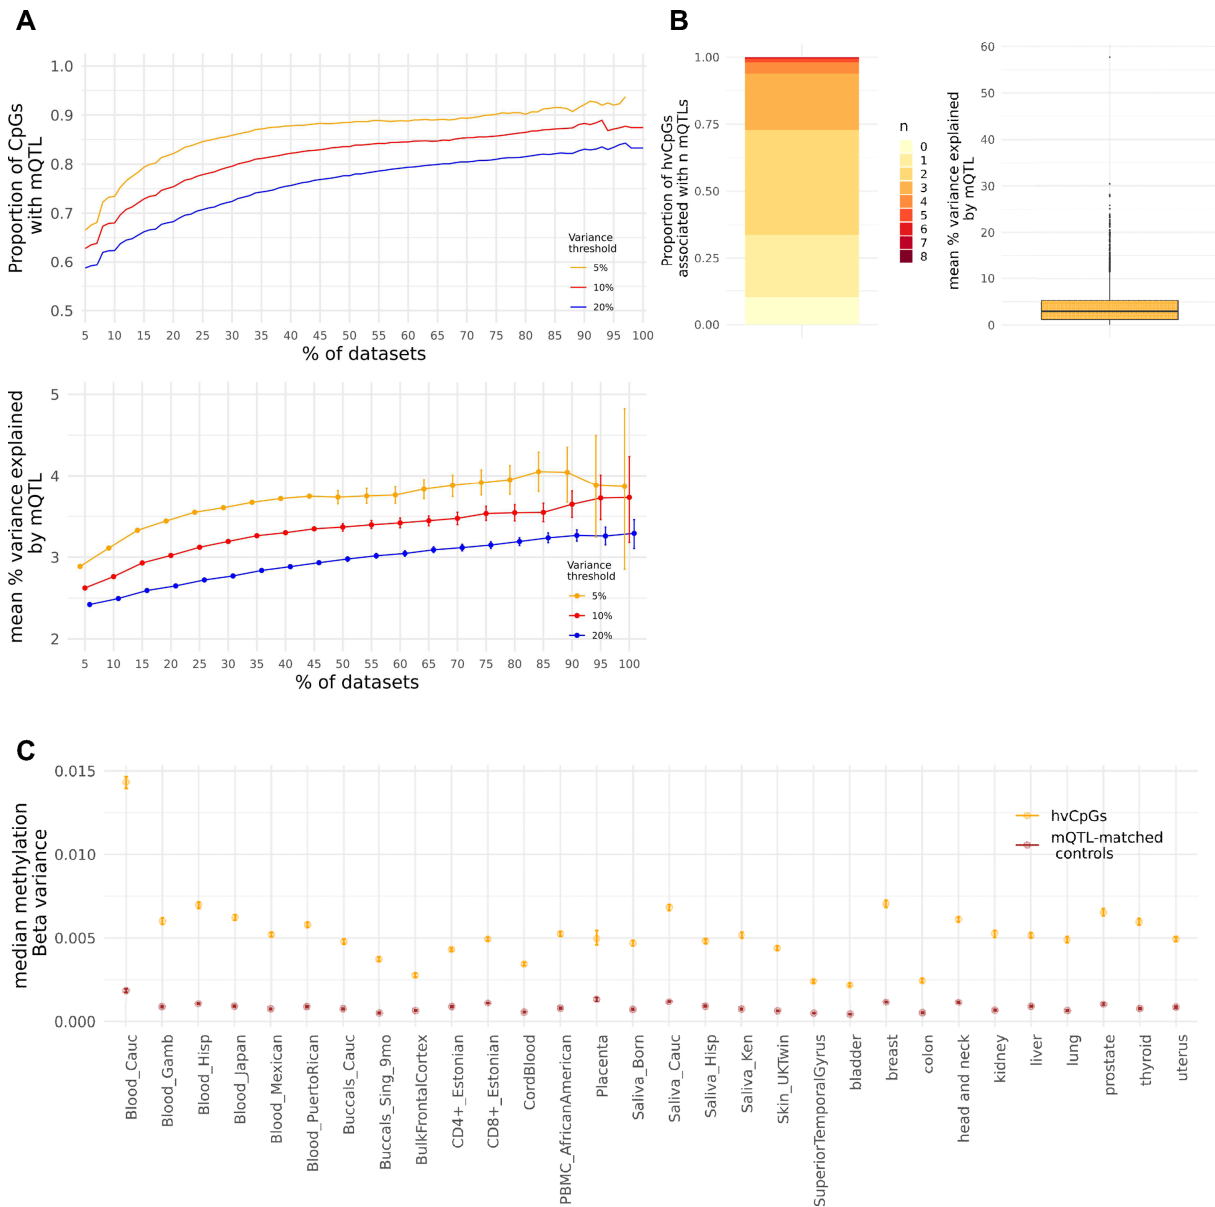 A
Proportion of CpGs
with mQTL
1.0
0.9
0.8
0.7
0.6
0.5
Variance
threshold
5%
10%
20%
5 10 15 20 25 30 35 40 45 50 55 60 65 70 75 80 85 90 95 100
% of datasets
mean % variance explained
by mQTL
5
4
3
2
Variance
threshold
5%
10%
20%
5 10 15 20 25 30 35 40 45 50 55 60 65 70 75 80 85 90 95 100
% of datasets
B
Proportion of hvCpGs
associated with n mQTLs
1.00
0.75
0.50
0.25
0.00
n
0
1
2
3
4
5
6
7
8
mean % variance explained
by mQTL
60
50
40
30
20
10
0
C
median methylation
Beta variance
0.015
0.010
0.005
0.000
hvCpGs
mQTL-matched
controls
Blood_Cauc
Blood_Gamb
Blood_Hisp
Blood_Japan
Blood_Mexican
Blood_PuertoRican
Buccals_Cauc
Buccals_Sing_9mo
BulkFrontalCortex
CD4+_Estonian
CD8+_Estonian
CordBlood
PBMC_AfricanAmerican
Placenta
Saliva_Born
Saliva_Cauc
Saliva_Hisp
Saliva_Ken
Skin_UKTwin
SuperiorTemporalGyrus
bladder
breast
colon
head and neck
kidney
liver
lung
prostate
thyroid
uterus